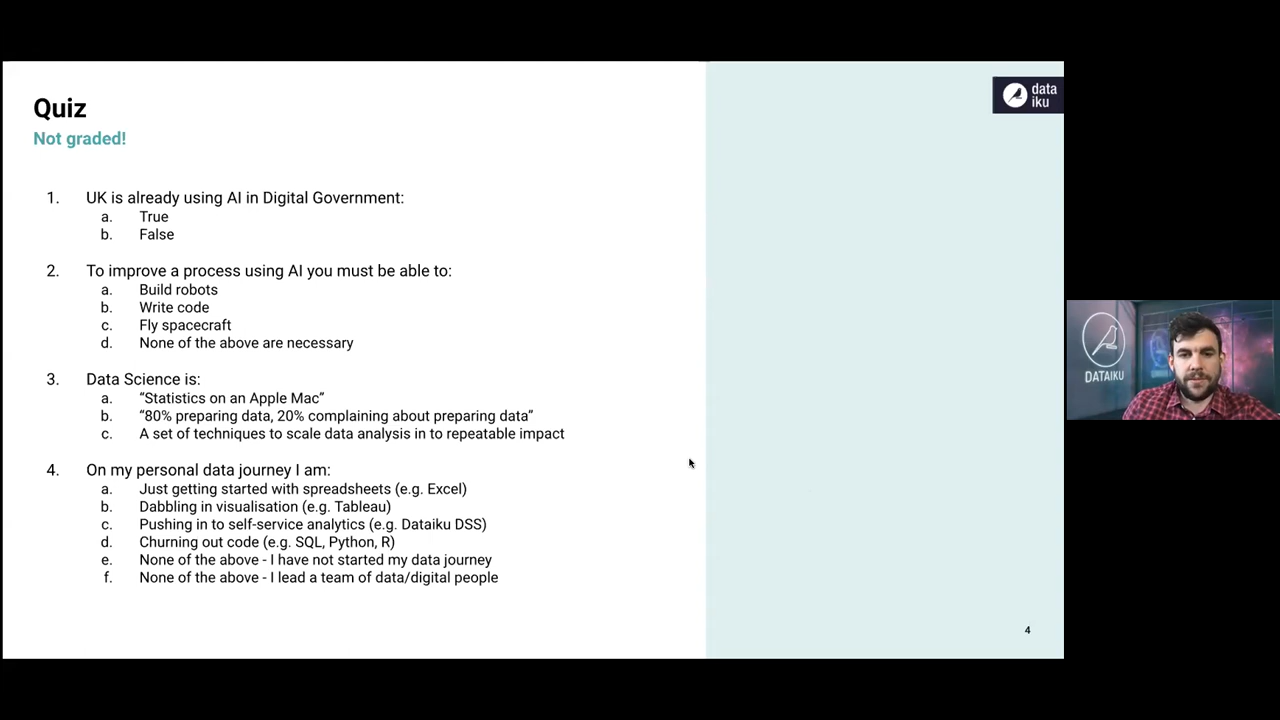 Quiz
Not graded!
data
iku
1. UK is already using AI in Digital Government:
a. True
b. False
2. To improve a process using AI you must be able to:
a. Build robots
b. Write code
c. Fly spacecraft
d. None of the above are necessary
3. Data Science is:
a. “Statistics on an Apple Mac”
b. “80% preparing data, 20% complaining about preparing data”
c. A set of techniques to scale data analysis in to repeatable impact
4. On my personal data journey I am:
a. Just getting started with spreadsheets (e.g. Excel)
b. Dabbling in visualisation (e.g. Tableau)
c. Pushing in to self-service analytics (e.g. Dataiku DSS)
d. Churning out code (e.g. SQL, Python, R)
e. None of the above - I have not started my data journey
f. None of the above - I lead a team of data/digital people
4
DATAIKU